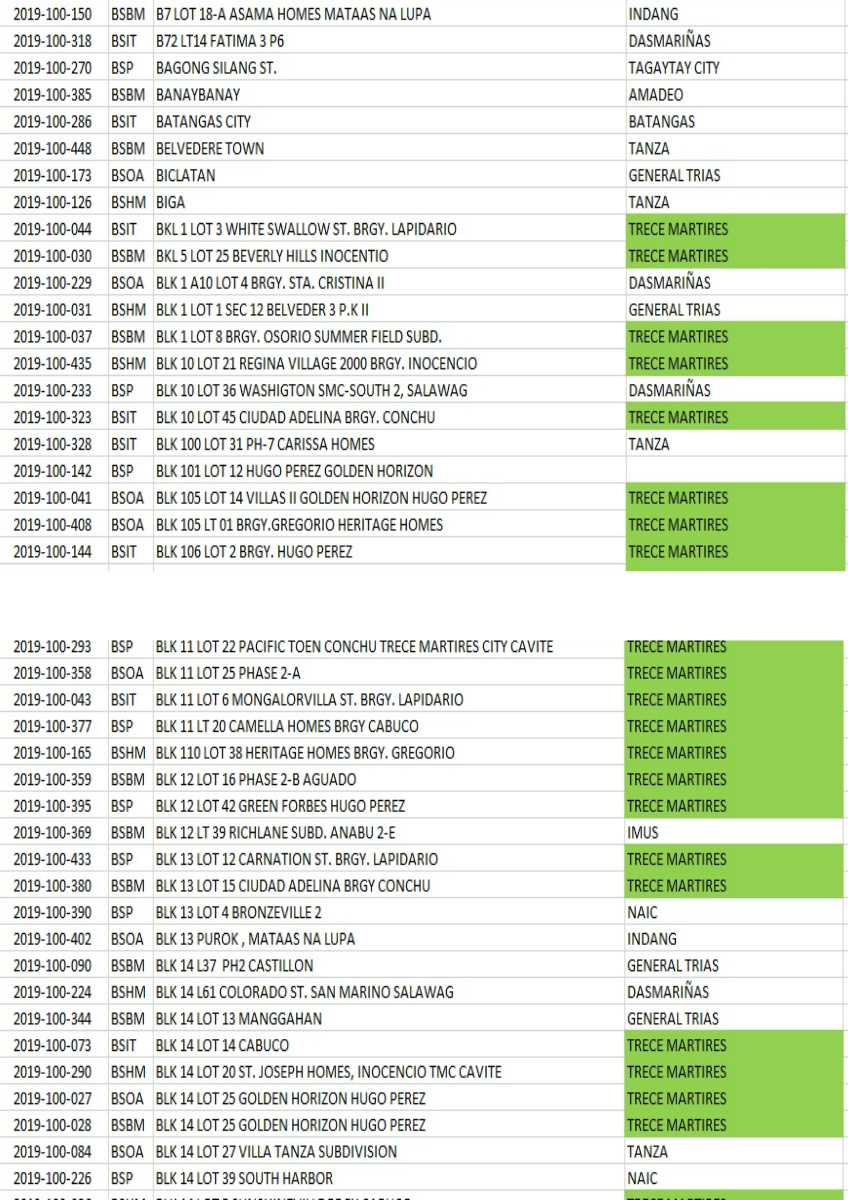 2019-100-150 BSBM B7 LOT 18-A ASAMA HOMES MATAAS NA LUPA INDANG
2019-100-318 BSIT B72 LT14 FATIMA 3 P6 DASMARIÑAS
2019-100-270 BSP BAGONG SILANG ST. TAGAYTAY CITY
2019-100-385 BSBM BANAYBANAY AMADEO
2019-100-286 BSIT BATANGAS CITY BATANGAS
2019-100-448 BSBM BELVEDERE TOWN TANZA
2019-100-173 BSOA BICLATAN GENERAL TRIAS
2019-100-126 BSHM BIGA TANZA
2019-100-044 BSIT BKL 1 LOT 3 WHITE SWALLOW ST. BRGY. LAPIDARIO TRECE MARTIRES
2019-100-030 BSBM BKL 5 LOT 25 BEVERLY HILLS INOCENTIO TRECE MARTIRES
2019-100-229 BSOA BLK 1 A10 LOT 4 BRGY. STA. CRISTINA II DASMARIÑAS
2019-100-031 BSHM BLK 1 LOT 1 SEC 12 BELVEDER 3 P.K II GENERAL TRIAS
2019-100-037 BSBM BLK 1 LOT 8 BRGY. OSORIO SUMMER FIELD SUBD. TRECE MARTIRES
2019-100-435 BSHM BLK 10 LOT 21 REGINA VILLAGE 2000 BRGY. INOCENCIO TRECE MARTIRES
2019-100-233 BSP BLK 10 LOT 36 WASHIGTON SMC-SOUTH 2, SALAWAG DASMARIÑAS
2019-100-323 BSIT BLK 10 LOT 45 CIUDAD ADELINA BRGY. CONCHU TRECE MARTIRES
2019-100-328 BSIT BLK 100 LOT 31 PH-7 CARISSA HOMES TANZA
2019-100-142 BSP BLK 101 LOT 12 HUGO PEREZ GOLDEN HORIZON
2019-100-041 BSOA BLK 105 LOT 14 VILLAS II GOLDEN HORIZON HUGO PEREZ TRECE MARTIRES
2019-100-408 BSOA BLK 105 LT 01 BRGY.GREGORIO HERITAGE HOMES TRECE MARTIRES
2019-100-144 BSIT BLK 106 LOT 2 BRGY. HUGO PEREZ TRECE MARTIRES
2019-100-293 BSP BLK 11 LOT 22 PACIFIC TOEN CONCHU TRECE MARTIRES CITY CAVITE TRECE MARTIRES
2019-100-358 BSOA BLK 11 LOT 25 PHASE 2-A TRECE MARTIRES
2019-100-043 BSIT BLK 11 LOT 6 MONGALORVILLA ST. BRGY. LAPIDARIO TRECE MARTIRES
2019-100-377 BSP BLK 11 LT 20 CAMELLA HOMES BRGY CABUCO TRECE MARTIRES
2019-100-165 BSHM BLK 110 LOT 38 HERITAGE HOMES BRGY. GREGORIO TRECE MARTIRES
2019-100-359 BSBM BLK 12 LOT 16 PHASE 2-B AGUADO TRECE MARTIRES
2019-100-395 BSP BLK 12 LOT 42 GREEN FORBES HUGO PEREZ TRECE MARTIRES
2019-100-369 BSBM BLK 12 LT 39 RICHLANE SUBD. ANABU 2-E IMUS
2019-100-433 BSP BLK 13 LOT 12 CARNATION ST. BRGY. LAPIDARIO TRECE MARTIRES
2019-100-380 BSBM BLK 13 LOT 15 CIUDAD ADELINA BRGY CONCHU TRECE MARTIRES
2019-100-390 BSP BLK 13 LOT 4 BRONZEVILLE 2 NAIC
2019-100-402 BSOA BLK 13 PUROK , MATAAS NA LUPA INDANG
2019-100-090 BSBM BLK 14 L37 PH2 CASTILLON GENERAL TRIAS
2019-100-224 BSHM BLK 14 L61 COLORADO ST. SAN MARINO SALAWAG DASMARIÑAS
2019-100-344 BSBM BLK 14 LOT 13 MANGGAHAN GENERAL TRIAS
2019-100-073 BSIT BLK 14 LOT 14 CABUCO TRECE MARTIRES
2019-100-290 BSHM BLK 14 LOT 20 ST. JOSEPH HOMES, INOCENCIO TMC CAVITE TRECE MARTIRES
2019-100-027 BSOA BLK 14 LOT 25 GOLDEN HORIZON HUGO PEREZ TRECE MARTIRES
2019-100-028 BSBM BLK 14 LOT 25 GOLDEN HORIZON HUGO PEREZ TRECE MARTIRES
2019-100-084 BSOA BLK 14 LOT 27 VILLA TANZA SUBDIVISION TANZA
2019-100-226 BSP BLK 14 LOT 39 SOUTH HARBOR NAIC